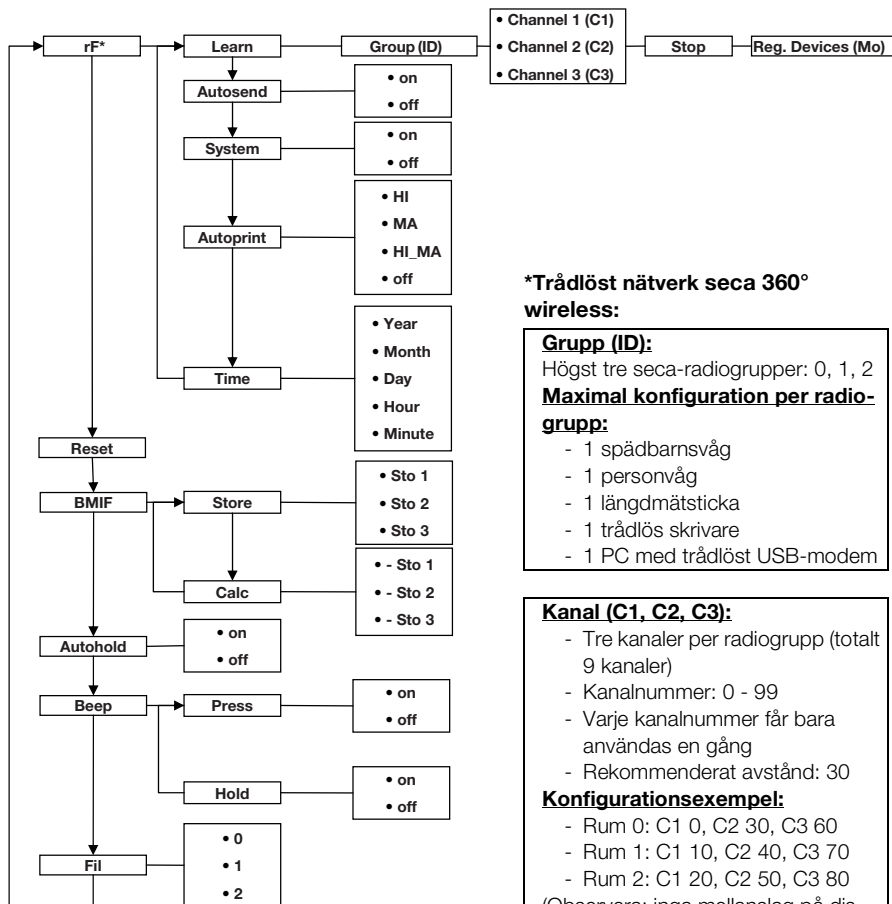 rF*
Learn
Group (ID)
• Channel 1 (C1)
• Channel 2 (C2)
• Channel 3 (C3)
Stop
Reg. Devices (Mo)
Autosend
• on
• off
System
• on
• off
Autoprint
• HI
• MA
• HI_MA
• off
Time
• Year
• Month
• Day
• Hour
• Minute
Reset
BMIF
Store
• Sto 1
• Sto 2
• Sto 3
Calc
• - Sto 1
• - Sto 2
• - Sto 3
Autohold
• on
• off
Beep
Press
• on
• off
Hold
• on
• off
Fil
• 0
• 1
• 2
*Trådlöst nätverk seca 360°
wireless:
Grupp (ID):
Högst tre seca-radiogrupper: 0, 1, 2
Maximal konfiguration per radio-
grupp:
- 1 spädbarnsvåg
- 1 personvåg
- 1 längdmätsticka
- 1 trådlös skrivare
- 1 PC med trådlöst USB-modem
Kanal (C1, C2, C3):
- Tre kanaler per radiogrupp (totalt
9 kanaler)
- Kanalnummer: 0 - 99
- Varje kanalnummer får bara
användas en gång
- Rekommenderat avstånd: 30
Konfigurationsexempel:
- Rum 0: C1 0, C2 30, C3 60
- Rum 1: C1 10, C2 40, C3 70
- Rum 2: C1 20, C2 50, C3 80
(Observera: inga mellanslag på dis-